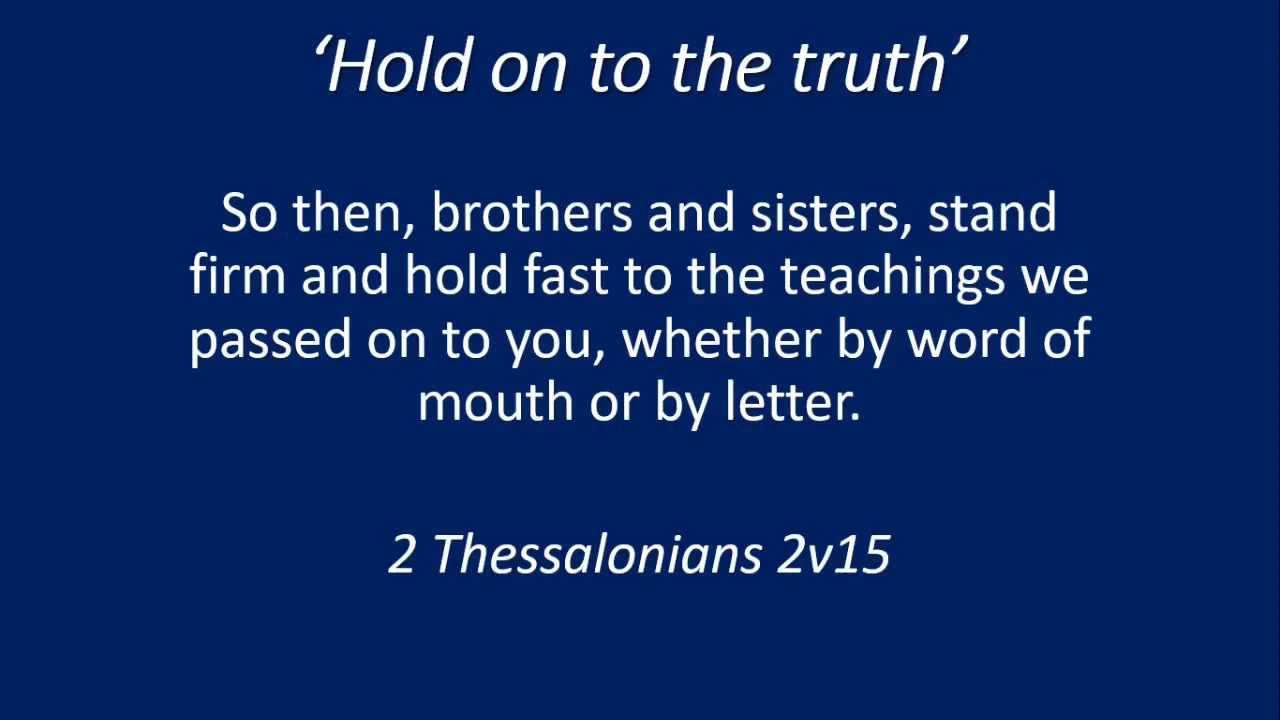 ‘Hold on to the truth’
So then, brothers and sisters, stand
firm and hold fast to the teachings we
passed on to you, whether by word of
mouth or by letter.
2 Thessalonians 2v15